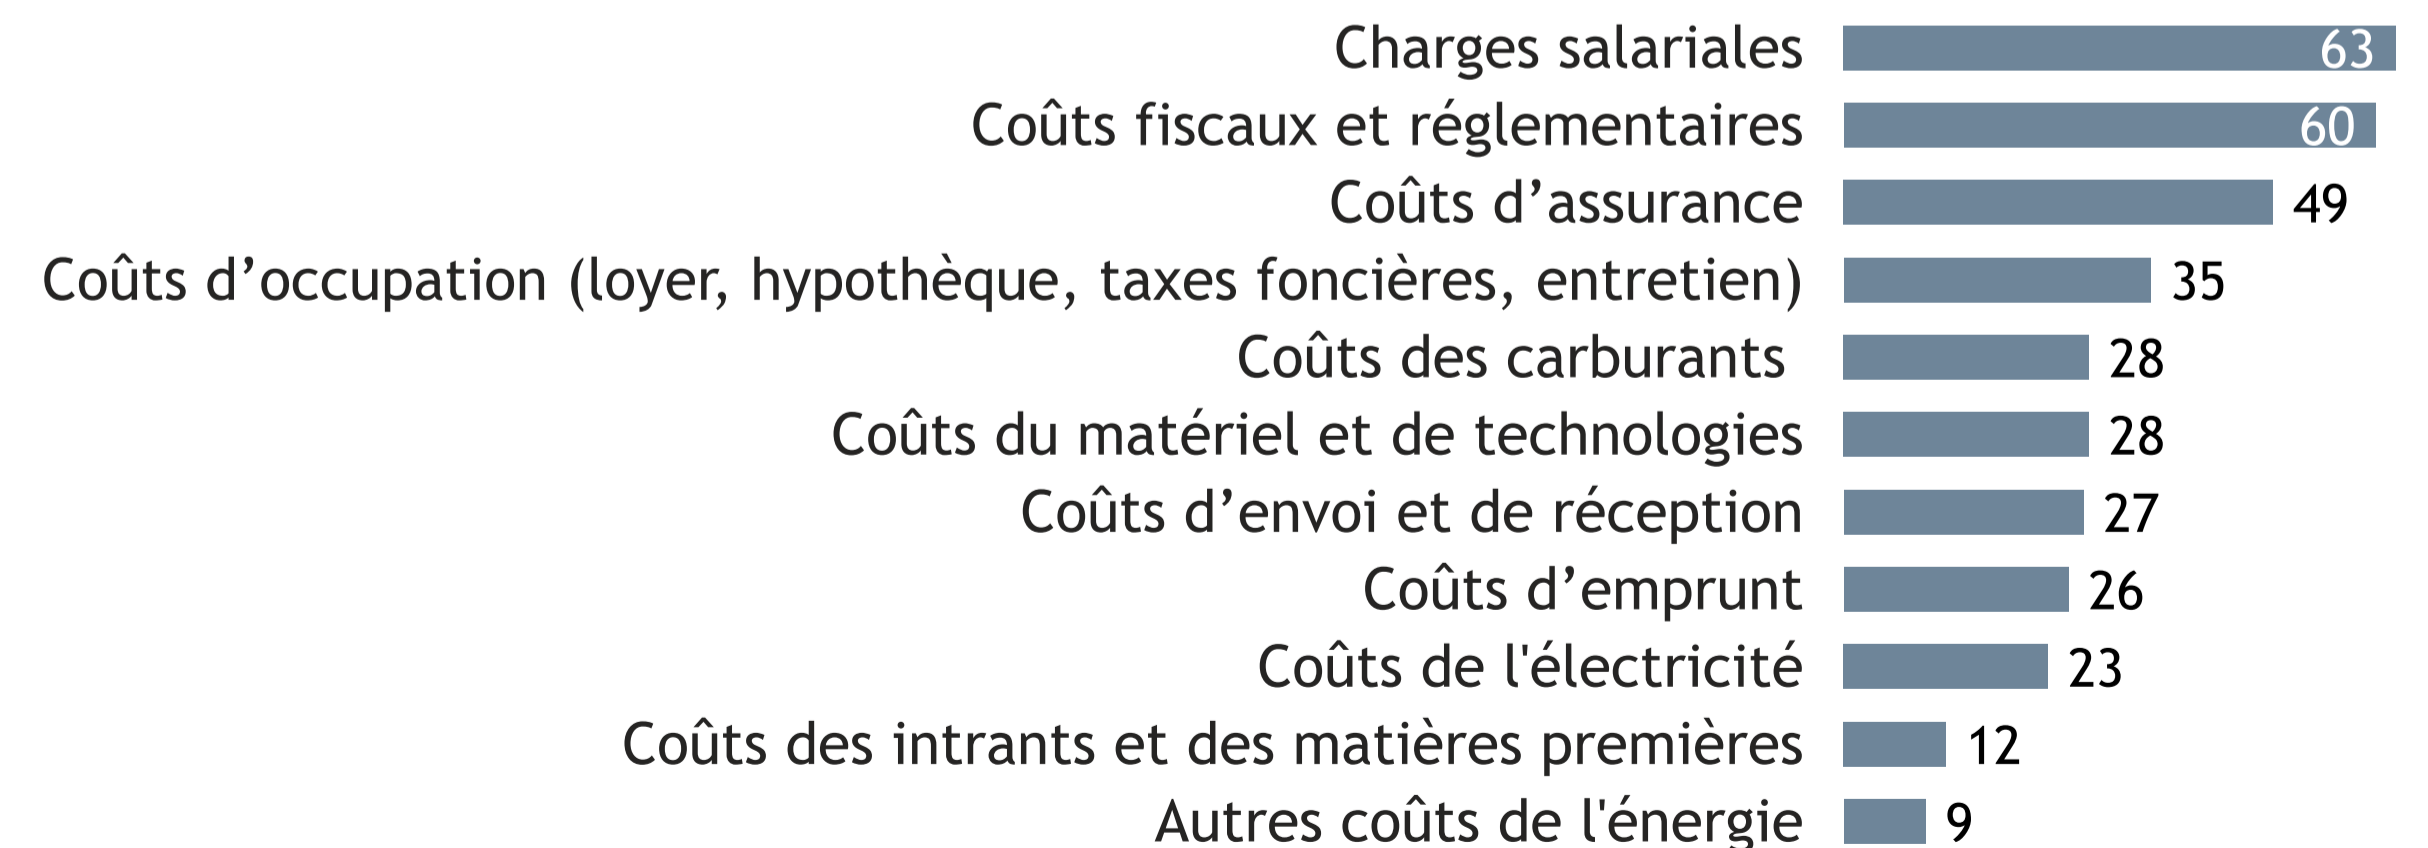 Charges salariales 63
Coûts fiscaux et réglementaires 60
Coûts d’assurance 49
Coûts d’occupation (loyer, hypothèque, taxes foncières, entretien) 35
Coûts des carburants 28
Coûts du matériel et de technologies 28
Coûts d’envoi et de réception 27
Coûts d’emprunt 26
Coûts de l'électricité 23
Coûts des intrants et des matières premières 12
Autres coûts de l'énergie 9